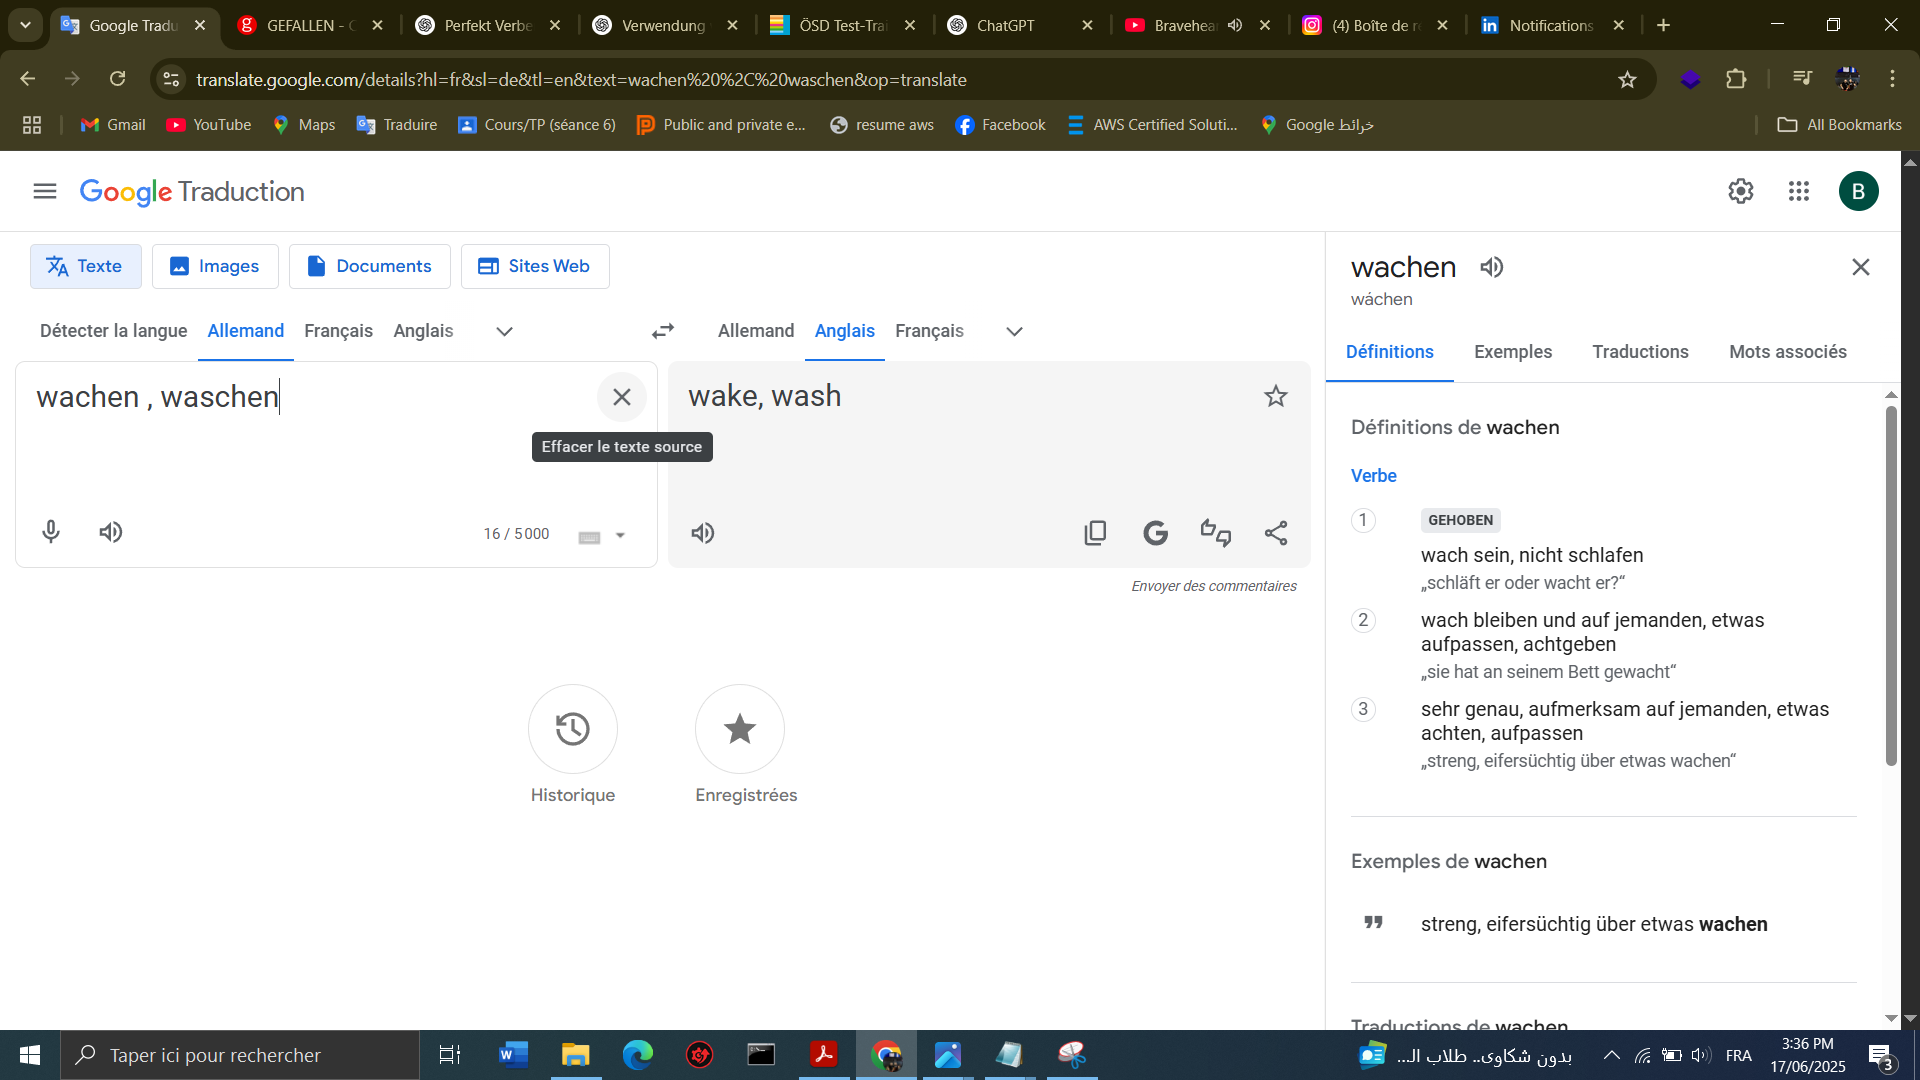 Google Tradu
GEFALLEN - C
Perfekt Verbe
Verwendung
ÖSD Test-Trai
ChatGPT
Bravehea
(4) Boîte de r
Notifications
translate.google.com/details?hl=fr&sl=de&tl=en&text=wachen%20%2C%20waschen&op=translate
Gmail
YouTube
Maps
Traduire
Cours/TP (séance 6)
Public and private e...
resume aws
Facebook
AWS Certified Soluti...
خرائط Google
All Bookmarks
Google Traduction
B
Texte
Images
Documents
Sites Web
Détecter la langue
Allemand
Français
Anglais
Allemand
Anglais
Français
wachen , waschen
wake, wash
Effacer le texte source
16 / 5 000
Envoyer des commentaires
Historique
Enregistrées
wachen
wáchen
Définitions
Exemples
Traductions
Mots associés
Définitions de wachen
Verbe
1
GEHOBEN
wach sein, nicht schlafen
„schläft er oder wacht er?“
2
wach bleiben und auf jemanden, etwas
aufpassen, achtgeben
„sie hat an seinem Bett gewacht“
3
sehr genau, aufmerksam auf jemanden, etwas
achten, aufpassen
„streng, eifersüchtig über etwas wachen“
Exemples de wachen
streng, eifersüchtig über etwas wachen
Traductions de wachen
Taper ici pour rechercher
بدون شكاوى.. طلاب الـ...
FRA
3:36 PM
17/06/2025
3